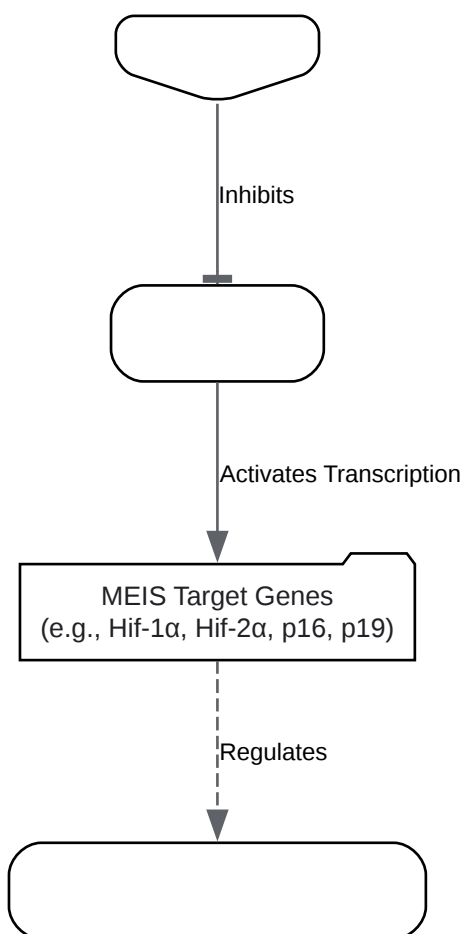 Inhibits
Activates Transcription
MEIS Target Genes
(e.g., Hif-1α, Hif-2α, p16, p19)
Regulates